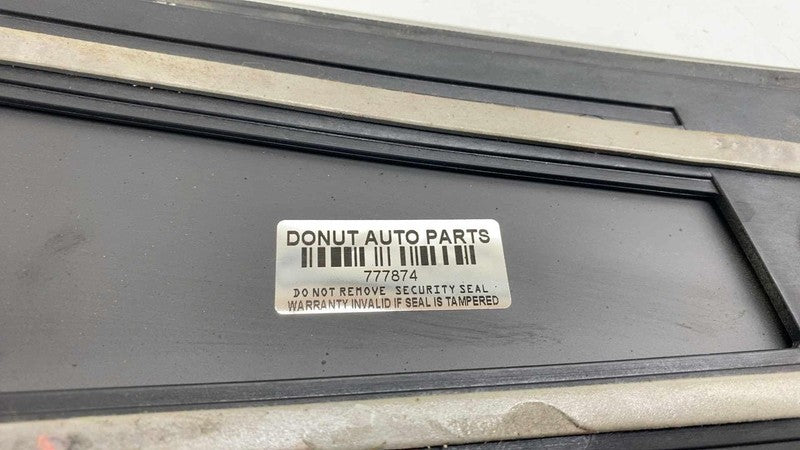 DONUT AUTO PARTS
777874
DO NOT REMOVE SECURITY SEAL
WARRANTY INVALID IF SEAL IS TAMPERED